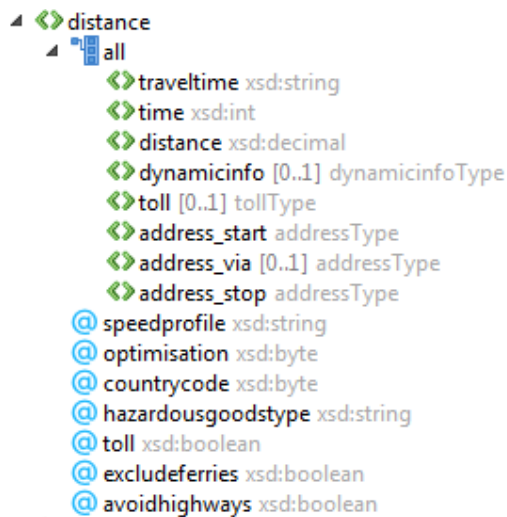 distance
all
traveltime xsd:string
time xsd:int
distance xsd:decimal
dynamicinfo [0..1] dynamicinfoType
toll [0..1] tollType
address_start addressType
address_via [0..1] addressType
address_stop addressType
@ speedprofile xsd:string
@ optimisation xsd:byte
@ countrycode xsd:byte
@ hazardousgoodstype xsd:string
@ toll xsd:boolean
@ excludeferries xsd:boolean
@ avoidhighways xsd:boolean